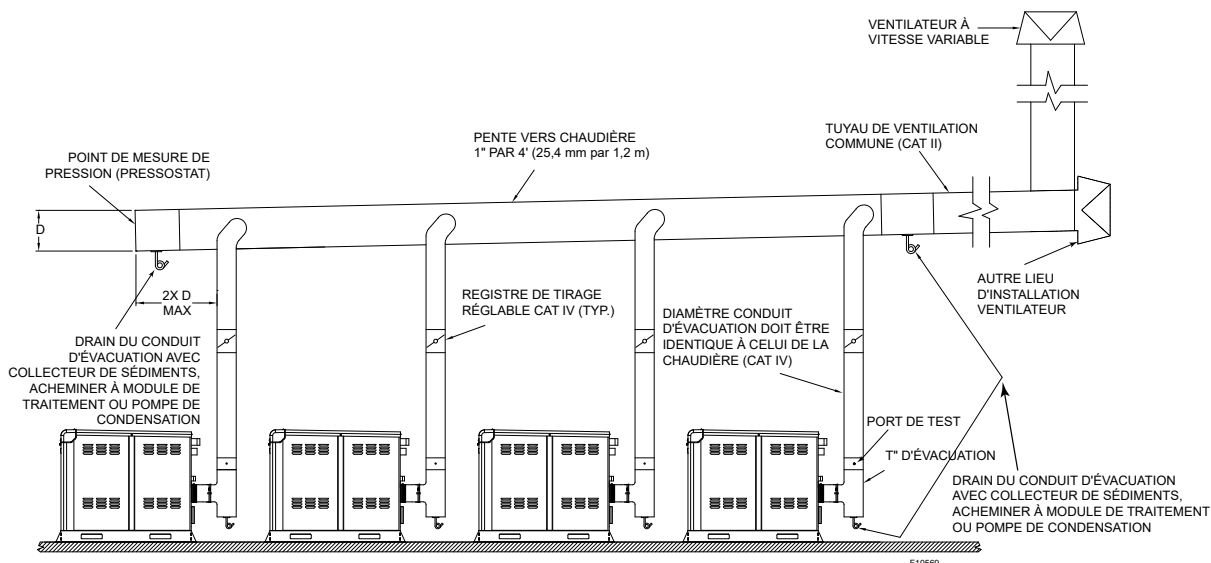 VENTILATEUR À
VITESSE VARIABLE
PENTE VERS CHAUDIÈRE
1" PAR 4' (25,4 mm par 1,2 m)
TUYAU DE VENTILATION
COMMUNE (CAT II)
POINT DE MESURE DE
PRESSION (PRESSOSTAT)
D
2X D
MAX
AUTRE LIEU
D'INSTALLATION
VENTILATEUR
REGISTRE DE TIRAGE
RÉGLABLE CAT IV (TYP.)
DIAMÈTRE CONDUIT
D'ÉVACUATION DOIT ÊTRE
IDENTIQUE À CELUI DE LA
CHAUDIÈRE (CAT IV)
DRAIN DU CONDUIT
D'ÉVACUATION AVEC
COLLECTEUR DE SÉDIMENTS,
ACHEMINER À MODULE DE
TRAITEMENT OU POMPE DE
CONDENSATION
PORT DE TEST
T" D'ÉVACUATION
DRAIN DU CONDUIT D'ÉVACUATION
AVEC COLLECTEUR DE SÉDIMENTS,
ACHEMINER À MODULE DE TRAITEMENT
OU POMPE DE CONDENSATION